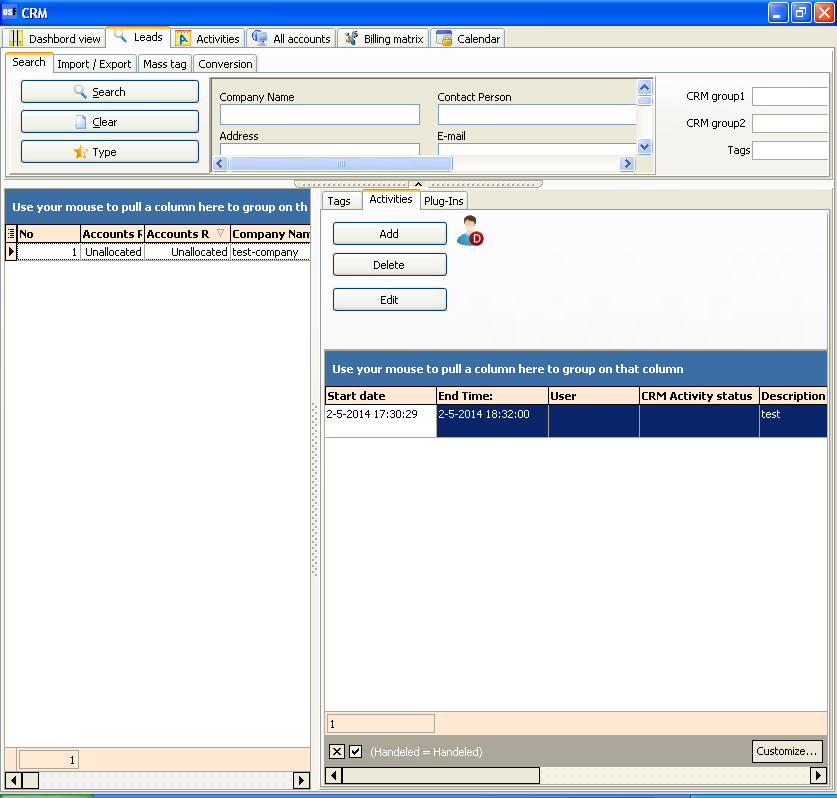 OSF CRM
Dashbord view Leads Activities All accounts Billing matrix Calendar
Search Import / Export Mass tag Conversion
Search
Clear
Type
Company Name Contact Person
Address E-mail
CRM group1
CRM group2
Tags
Use your mouse to pull a column here to group on th
No Accounts R Accounts R Company Nam
1 Unallocated Unallocated test-company
1
Tags Activities Plug-Ins
Add
D
Delete
Edit
Use your mouse to pull a column here to group on that column
Start date End Time: User CRM Activity status Description
2-5-2014 17:30:29 2-5-2014 18:32:00 test
1
(Handeled = Handeled) Customize...